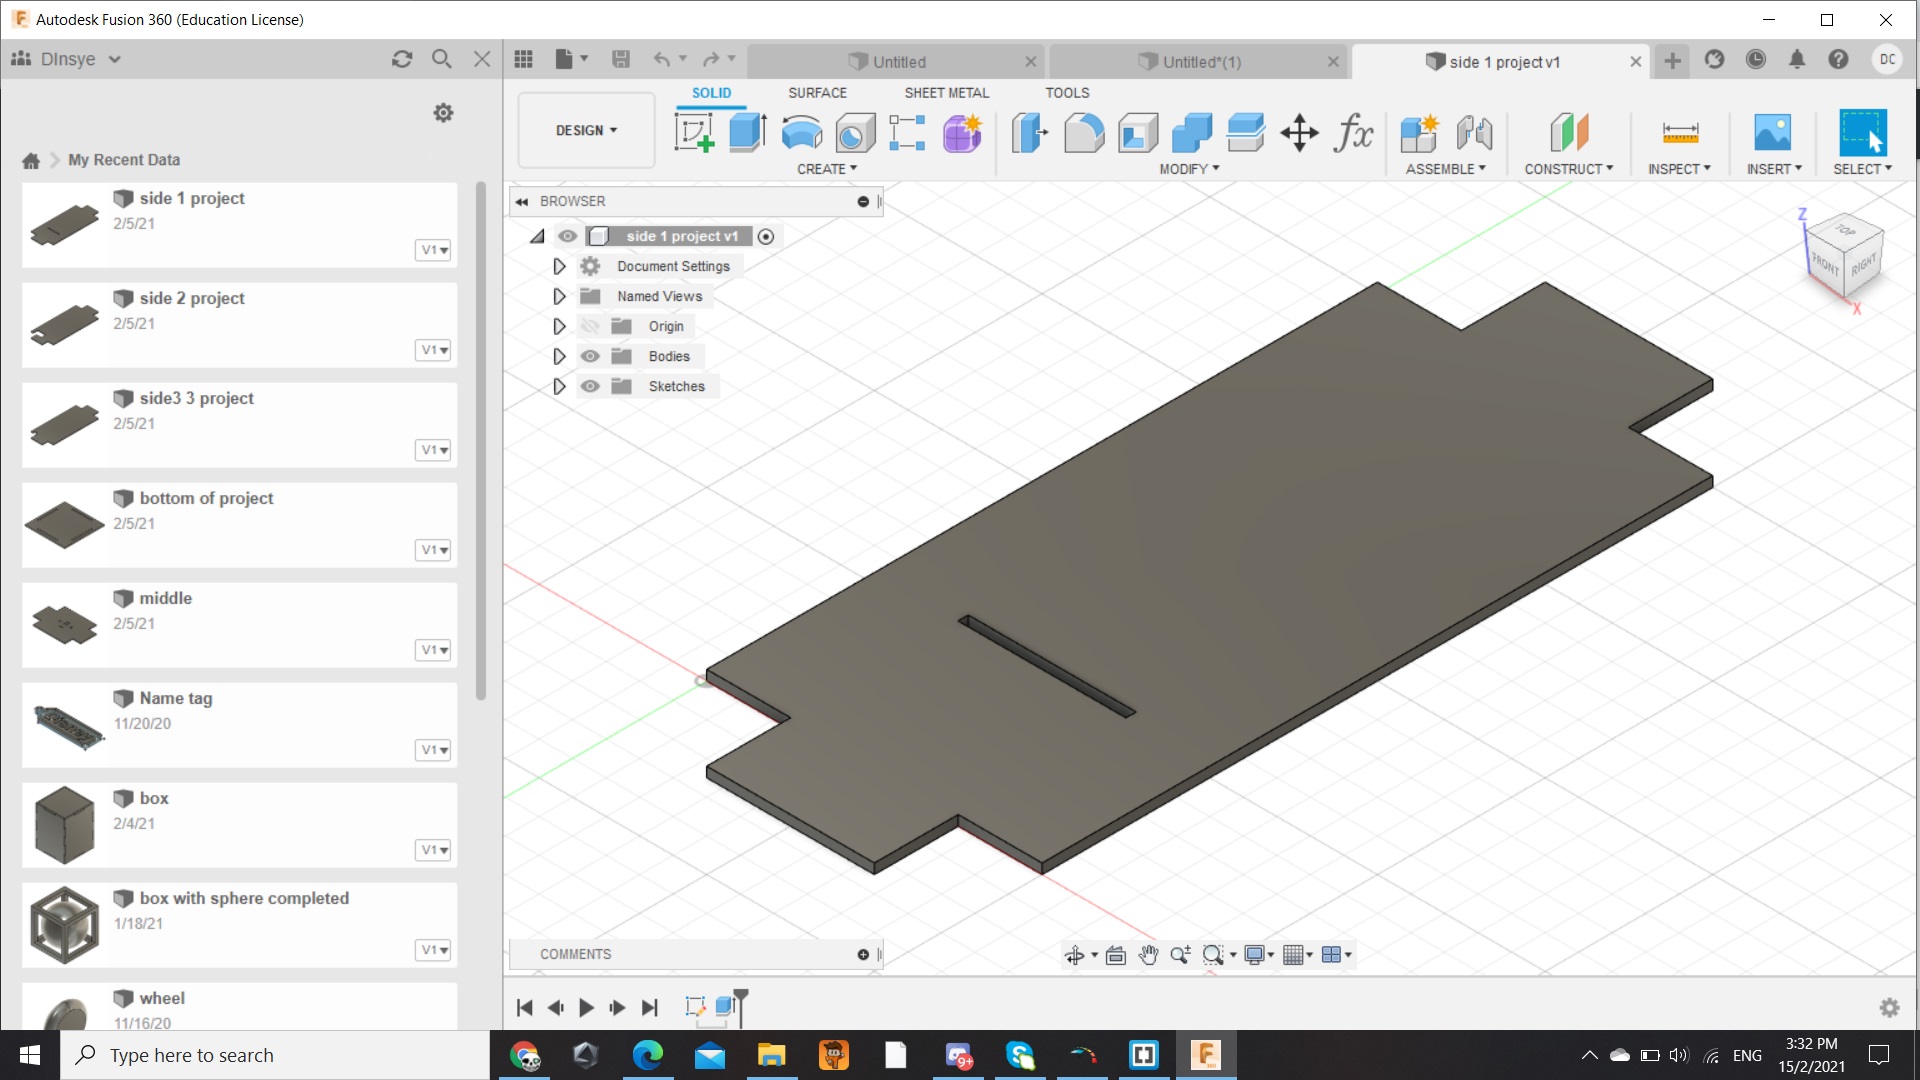 Autodesk Fusion 360 (Education License)
DInsye
Untitled
Untitled*(1)
side 1 project v1
DC
My Recent Data
side 1 project
2/5/21
V1
side 2 project
2/5/21
V1
side3 3 project
2/5/21
V1
bottom of project
2/5/21
V1
middle
2/5/21
V1
Name tag
11/20/20
V1
box
2/4/21
V1
box with sphere completed
1/18/21
V1
wheel
11/16/20
DESIGN
SOLID
SURFACE
SHEET METAL
TOOLS
fx
CREATE
MODIFY
ASSEMBLE
CONSTRUCT
INSPECT
INSERT
SELECT
BROWSER
side 1 project v1
Document Settings
Named Views
Origin
Bodies
Sketches
Z
TOP
FRONT
RIGHT
X
COMMENTS
Type here to search
9+
ENG
3:32 PM
15/2/2021